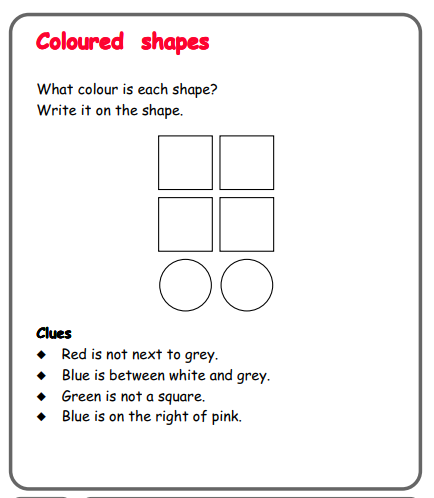 Coloured shapes
What colour is each shape?
Write it on the shape.
Clues
◆ Red is not next to grey.
◆ Blue is between white and grey.
◆ Green is not a square.
◆ Blue is on the right of pink.